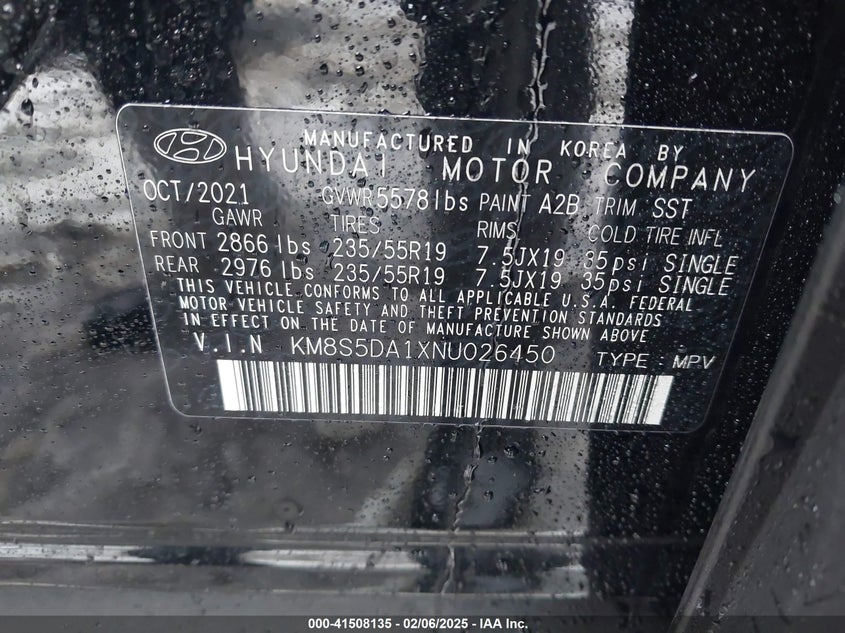 MANUFACTURED IN KOREA BY
HYUNDAI MOTOR COMPANY
OCT/2021 GVWR 5578lbs PAINT A2B TRIM SST
GAWR TIRES RIMS COLD TIRE INFL
FRONT 2866 lbs 235/55R19 7.5JX19 35psi SINGLE
REAR 2976 lbs 235/55R19 7.5JX19 35psi SINGLE
THIS VEHICLE CONFORMS TO ALL APPLICABLE U.S.A. FEDERAL
MOTOR VEHICLE SAFETY AND THEFT PREVENTION STANDARDS
IN EFFECT ON THE DATE OF MANUFACTURE SHOWN ABOVE
V.I.N KM8S5DA1XNU026450 TYPE : MPV
000-41508135 - 02/06/2025 - IAA Inc.